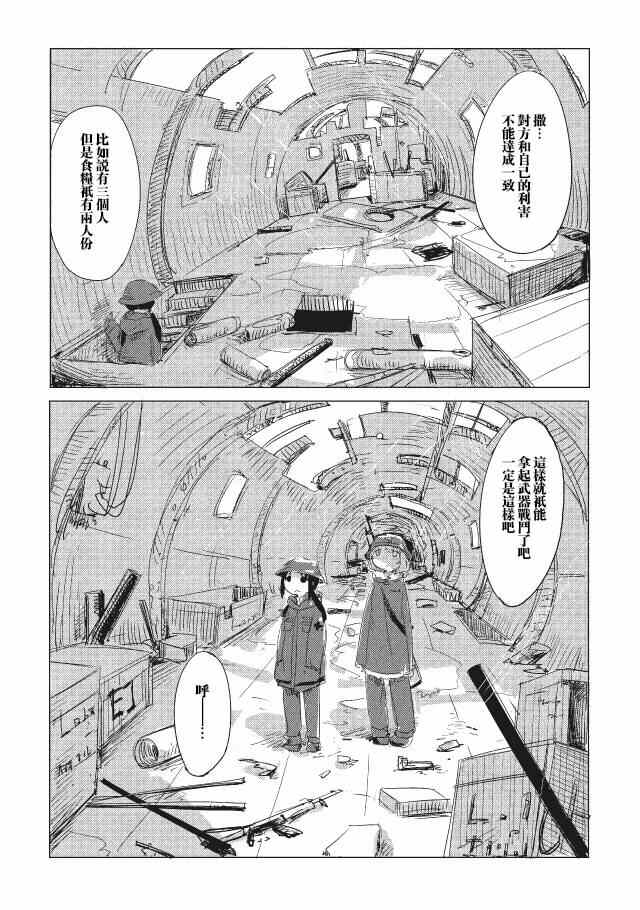 撒…
對方和自己的利害
不能達成一致
比如説有三個人
但是食糧衹有兩人份
這樣就衹能
拿起武器戰鬥了吧
一定是這樣吧
呼┄┄